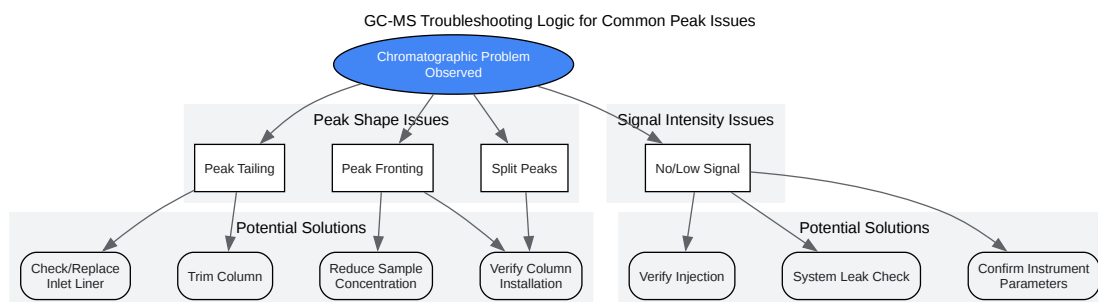 GC-MS Troubleshooting Logic for Common Peak Issues
Chromatographic Problem
Observed
Peak Shape Issues
Signal Intensity Issues
Peak Tailing
Peak Fronting
Split Peaks
No/Low Signal
Potential Solutions
Potential Solutions
Check/Replace
Inlet Liner
Trim Column
Reduce Sample
Concentration
Verify Column
Installation
Verify Injection
System Leak Check
Confirm Instrument
Parameters